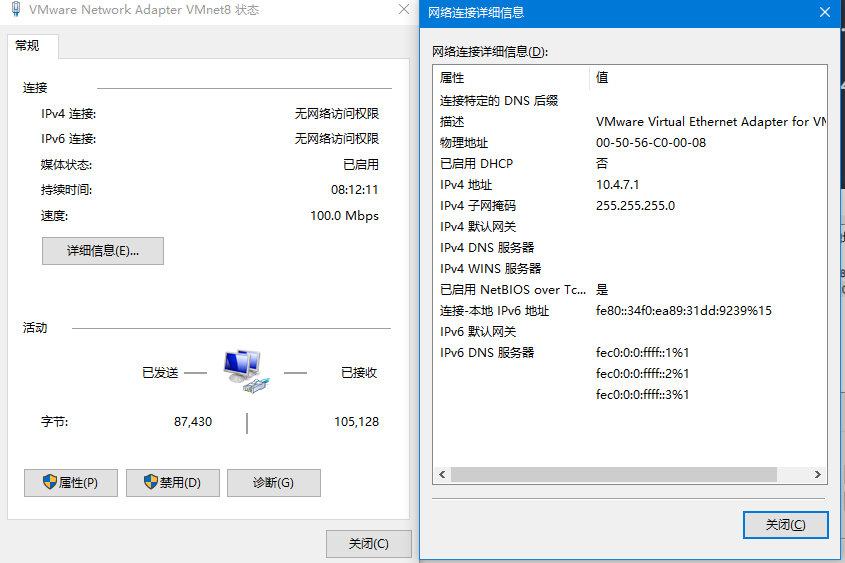 VMware Network Adapter VMnet8 状态
常规
连接
IPv4 连接: 无网络访问权限
IPv6 连接: 无网络访问权限
媒体状态: 已启用
持续时间: 08:12:11
速度: 100.0 Mbps
详细信息(E)...
活动
已发送 已接收
字节: 87,430 105,128
属性(P) 禁用(D) 诊断(G)
关闭(C)
网络连接详细信息
网络连接详细信息(D):
属性 值
连接特定的 DNS 后缀
描述 VMware Virtual Ethernet Adapter for VM
物理地址 00-50-56-C0-00-08
已启用 DHCP 否
IPv4 地址 10.4.7.1
IPv4 子网掩码 255.255.255.0
IPv4 默认网关
IPv4 DNS 服务器
IPv4 WINS 服务器
已启用 NetBIOS over Tc... 是
连接-本地 IPv6 地址 fe80::34f0:ea89:31dd:9239%15
IPv6 默认网关
IPv6 DNS 服务器 fec0:0:0:ffff::1%1
fec0:0:0:ffff::2%1
fec0:0:0:ffff::3%1
关闭(C)